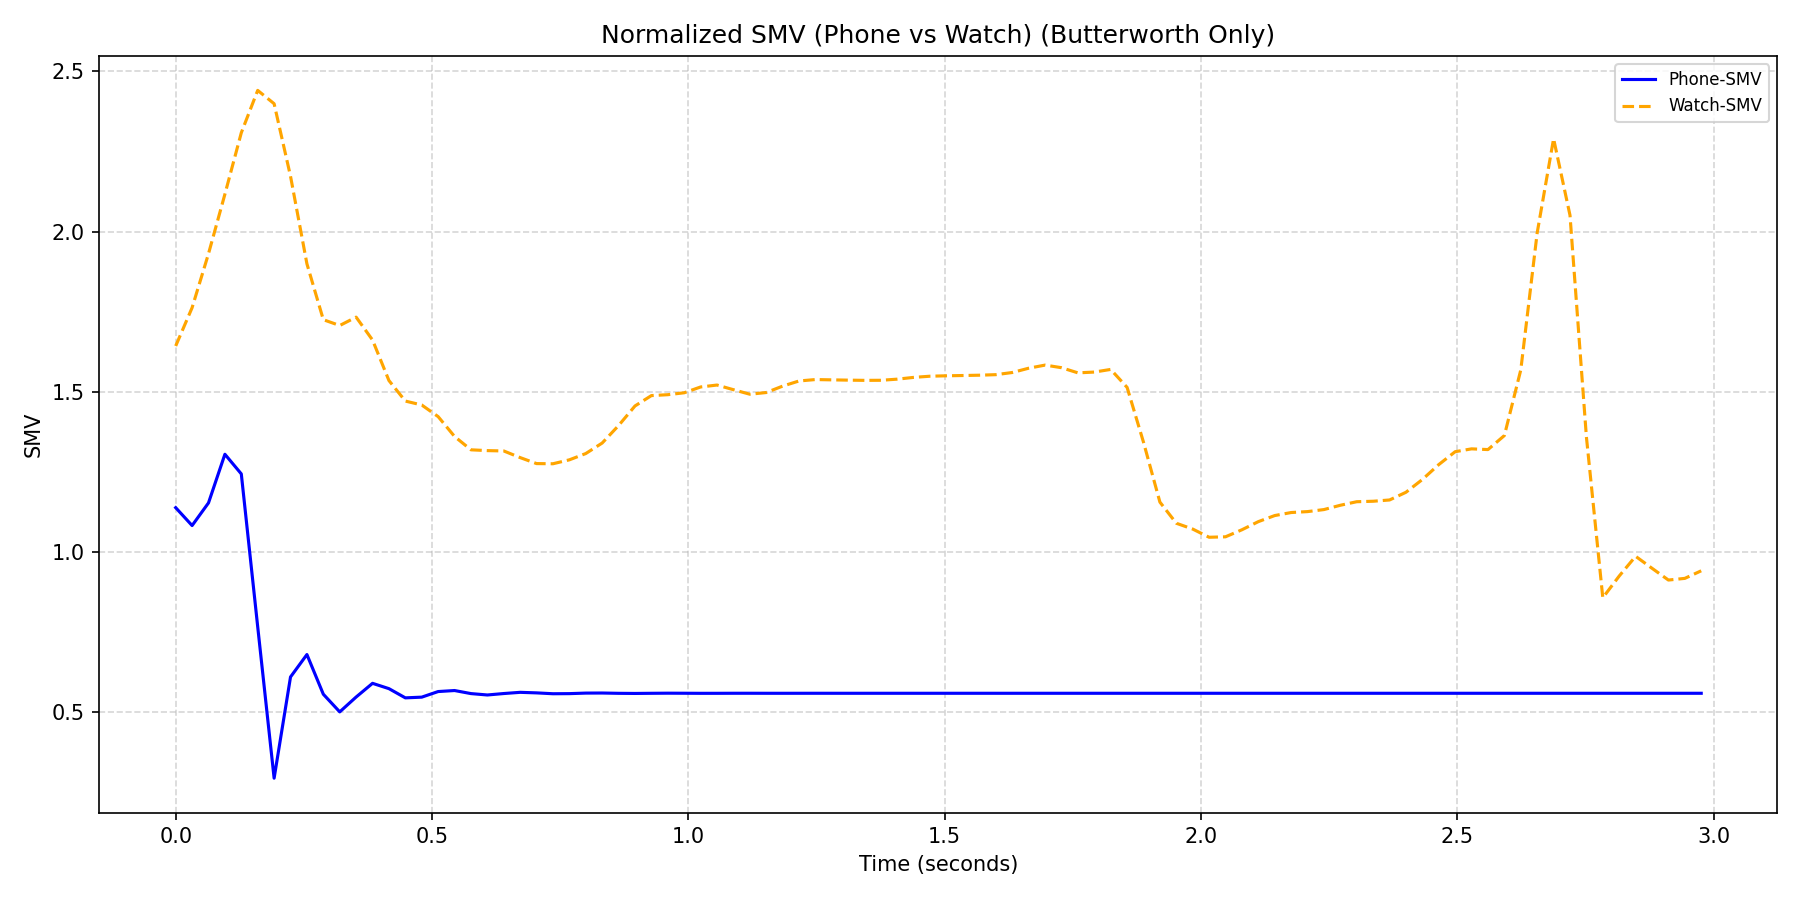 Normalized SMV (Phone vs Watch) (Butterworth Only)
Phone-SMV
Watch-SMV
SMV
2.5
2.0
1.5
1.0
0.5
0.0 0.5 1.0 1.5 2.0 2.5 3.0
Time (seconds)